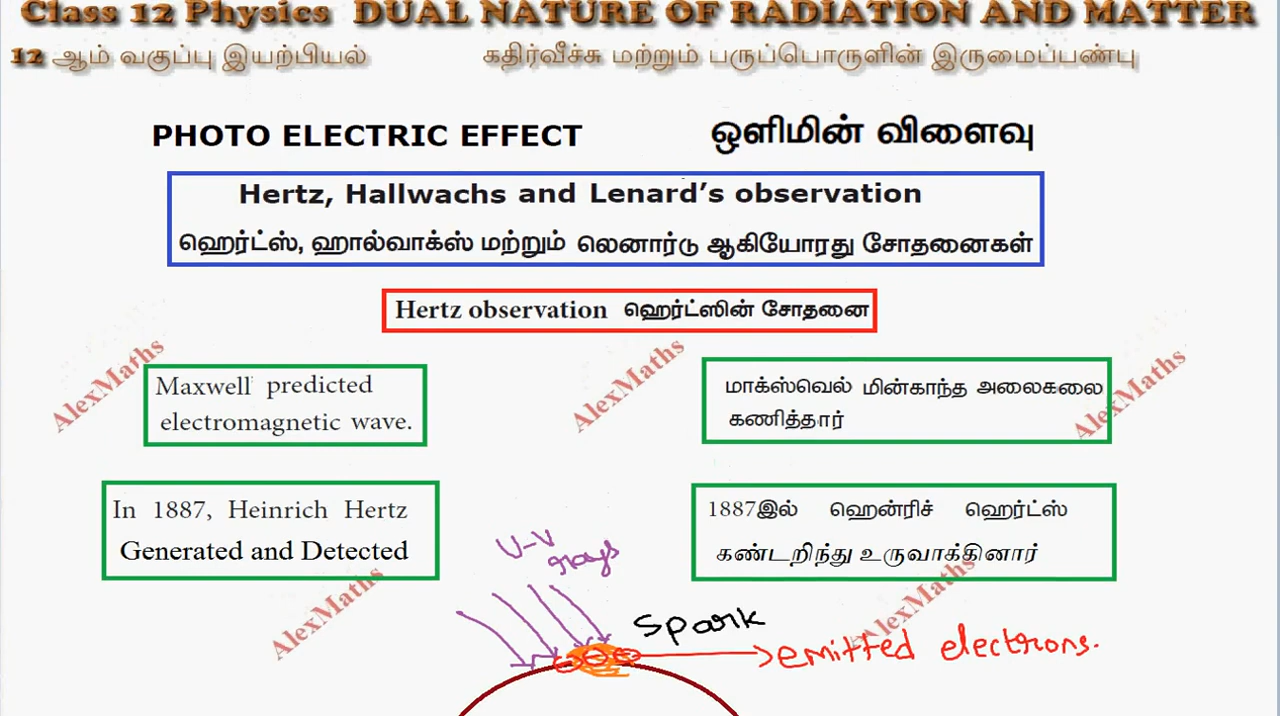 Class 12 Physics DUAL NATURE OF RADIATION AND MATTER
12 ஆம் வகுப்பு இயற்பியல் கதிர்வீச்சு மற்றும் பருப்பொருளின் இருமைப்பண்பு
PHOTO ELECTRIC EFFECT ஒளிமின் விளைவு
Hertz, Hallwachs and Lenard's observation
ஹெர்ட்ஸ், ஹால்வாக்ஸ் மற்றும் லெனார்டு ஆகியோரது சோதனைகள்
Hertz observation ஹெர்ட்ஸின் சோதனை
AlexMaths
AlexMaths
AlexMaths
Maxwell predicted
electromagnetic wave.
மாக்ஸ்வெல் மின்காந்த அலைகலை
கணித்தார்
In 1887, Heinrich Hertz
Generated and Detected
1887இல் ஹென்ரிச் ஹெர்ட்ஸ்
கண்டறிந்து உருவாக்கினார்
U-V
rays
AlexMaths
AlexMaths
Spark
emitted electrons.